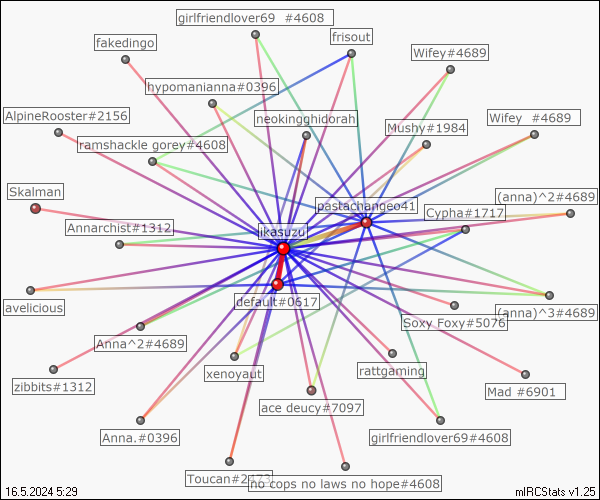 girlfriendlover69 #4608
frisout
fakedingo
Wifey#4689
hypomanianna#0396
AlpineRooster#2156
neokingghidorah
Wifey #4689
Mushy#1984
ramshackle gorey#4608
Skalman
(anna)^2#4689
pastachangeo41
Cypha#1717
Annarchist#1312
likasuzu
default#0617
avelicious
(anna)^3#4689
Soxy Foxy#5076
Anna^2#4689
xenoyaut
rattgaming
zibbits#1312
Mad #6901
ace deucy#7097
Anna.#0396
girlfriendlover69#4608
Toucan#2173
no cops no laws no hope#4608
16.5.2024 5:29
mIRCStats v1.25